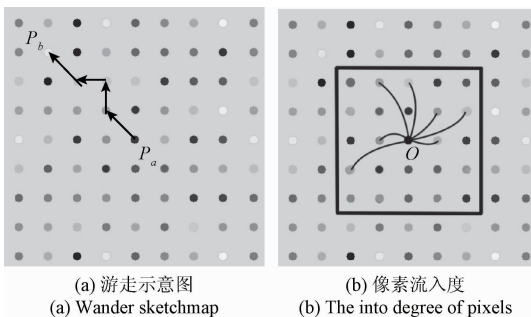 P_b
P_a
O
(a) 游走示意图
(a) Wander sketchmap
(b) 像素流入度
(b) The into degree of pixels